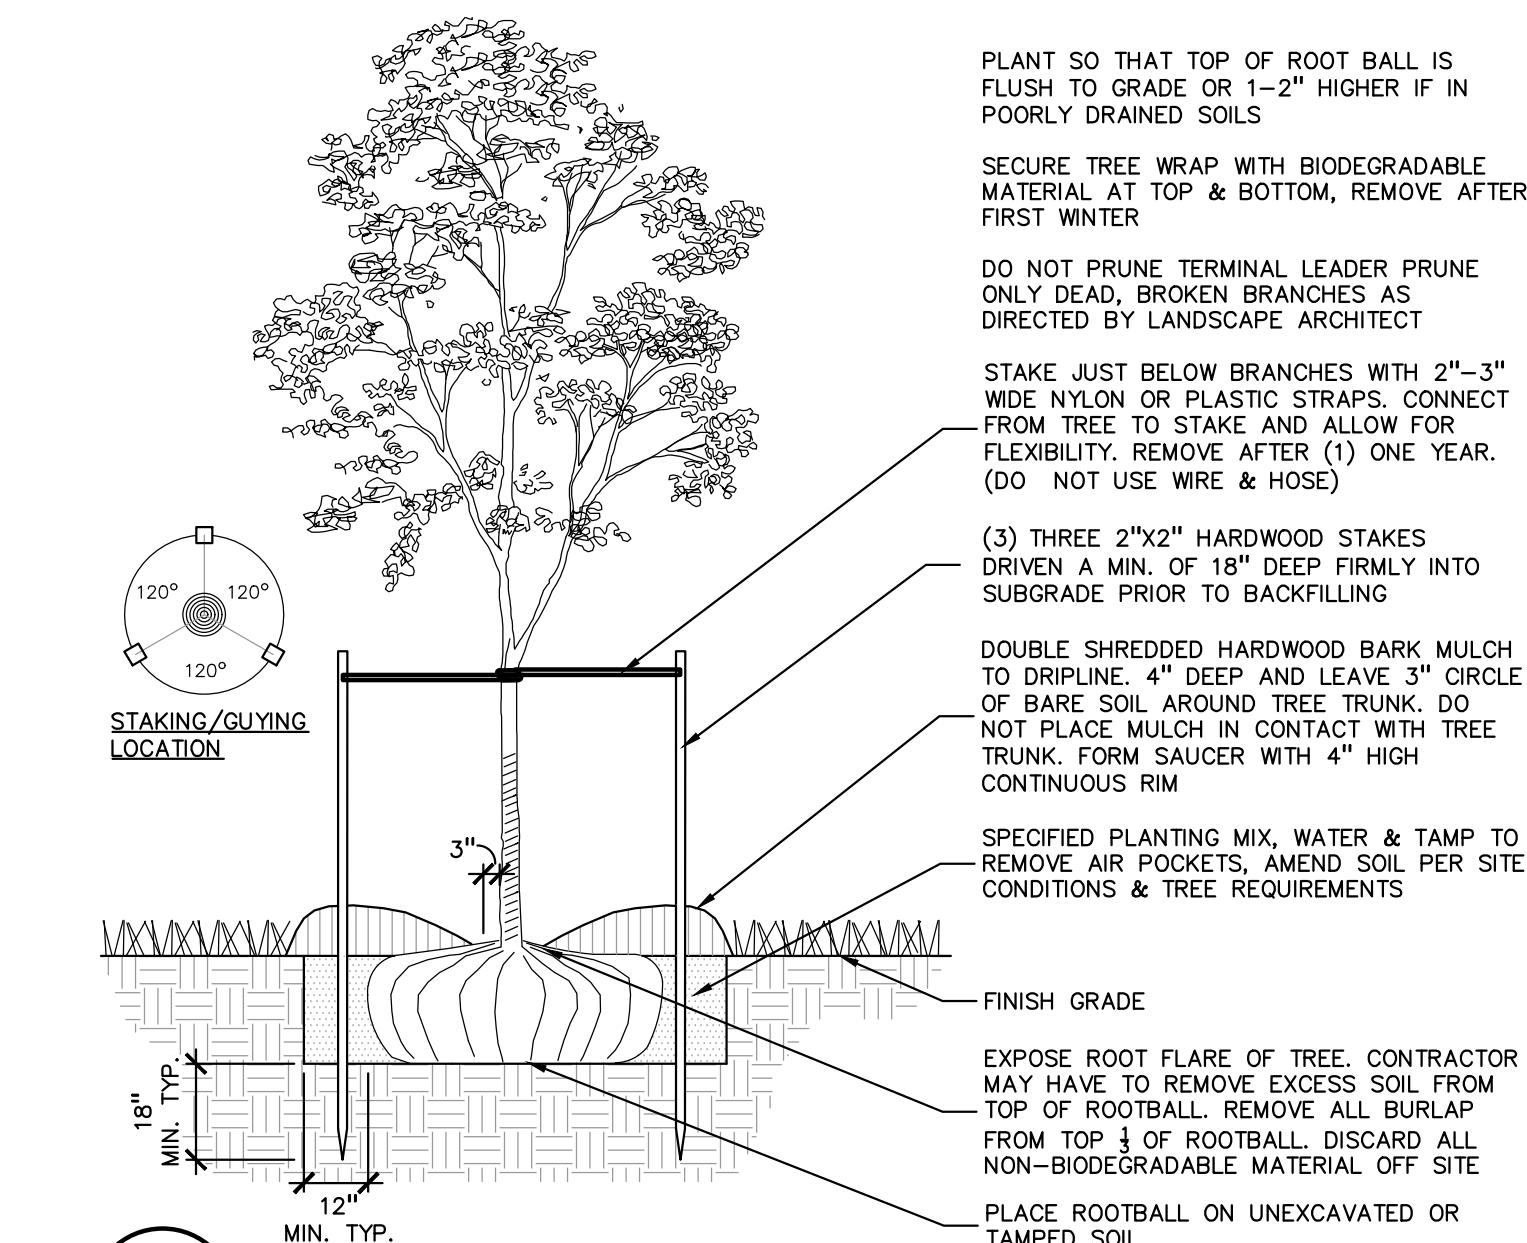 PLANT SO THAT TOP OF ROOT BALL IS
FLUSH TO GRADE OR 1-2" HIGHER IF IN
POORLY DRAINED SOILS
SECURE TREE WRAP WITH BIODEGRADABLE
MATERIAL AT TOP & BOTTOM, REMOVE AFTER
FIRST WINTER
DO NOT PRUNE TERMINAL LEADER PRUNE
ONLY DEAD, BROKEN BRANCHES AS
DIRECTED BY LANDSCAPE ARCHITECT
STAKE JUST BELOW BRANCHES WITH 2"-3"
WIDE NYLON OR PLASTIC STRAPS. CONNECT
FROM TREE TO STAKE AND ALLOW FOR
FLEXIBILITY. REMOVE AFTER (1) ONE YEAR.
(DO NOT USE WIRE & HOSE)
(3) THREE 2"X2" HARDWOOD STAKES
DRIVEN A MIN. OF 18" DEEP FIRMLY INTO
SUBGRADE PRIOR TO BACKFILLING
DOUBLE SHREDDED HARDWOOD BARK MULCH
TO DRIPLINE. 4" DEEP AND LEAVE 3" CIRCLE
OF BARE SOIL AROUND TREE TRUNK. DO
NOT PLACE MULCH IN CONTACT WITH TREE
TRUNK. FORM SAUCER WITH 4" HIGH
CONTINUOUS RIM
SPECIFIED PLANTING MIX, WATER & TAMP TO
REMOVE AIR POCKETS, AMEND SOIL PER SITE
CONDITIONS & TREE REQUIREMENTS
FINISH GRADE
EXPOSE ROOT FLARE OF TREE. CONTRACTOR
MAY HAVE TO REMOVE EXCESS SOIL FROM
TOP OF ROOTBALL. REMOVE ALL BURLAP
FROM TOP 1/3 OF ROOTBALL. DISCARD ALL
NON-BIODEGRADABLE MATERIAL OFF SITE
PLACE ROOTBALL ON UNEXCAVATED OR
TAMPED SOIL
120° 120°
120°
STAKING/GUYING
LOCATION
3"
18"
MIN. TYP.
12"
MIN. TYP.